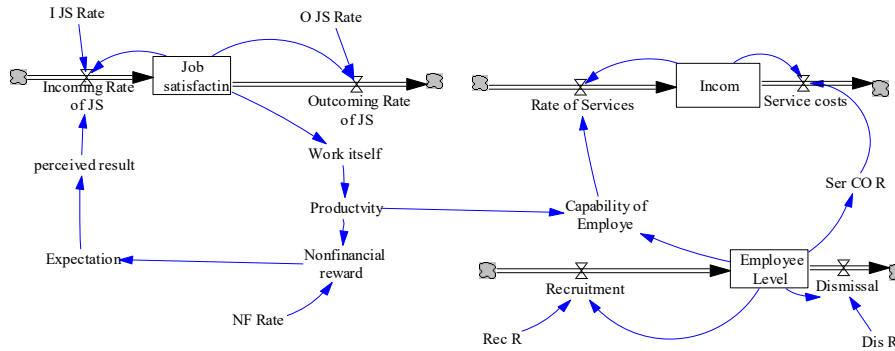 I JS Rate
O JS Rate
Job
satisfactin
Incoming Rate
of JS
Outcoming Rate
of JS
Incom
Rate of Services
Service costs
Work itself
perceived result
Ser CO R
Productvity
Capability of
Employe
Expectation
Nonfinancial
reward
Employee
Level
Recruitment
Dismissal
NF Rate
Rec R
Dis R